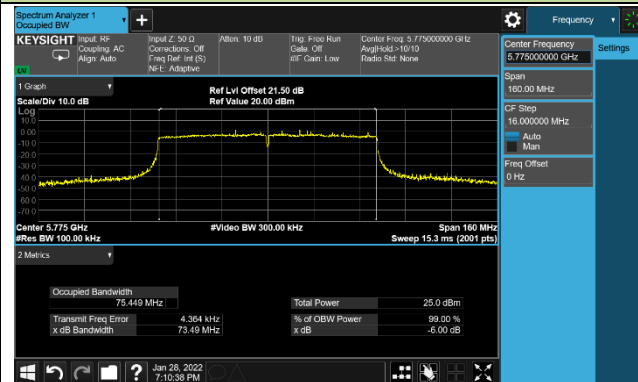 Spectrum Analyzer 1
Occupied BW
Frequency
KEYSIGHT
Input: RF
Coupling: AC
Align: Auto
Input Z: 50 Ω
Corrections: Off
Freq Ref: Int (S)
NFE: Adaptive
Atten: 10 dB
Trig: Free Run
Gate: Off
#IF Gain: Low
Center Freq: 5.775000000 GHz
Avg|Hold:>10/10
Radio Std: None
Center Frequency
5.775000000 GHz
Settings
Span
160.00 MHz
CF Step
16.000000 MHz
Auto
Man
Freq Offset
0 Hz
1 Graph
Scale/Div 10.0 dB
Ref Lvl Offset 21.50 dB
Ref Value 20.00 dBm
Log
10.0
0.00
-10.0
-20.0
-30.0
-40.0
-50.0
-60.0
-70.0
Center 5.775 GHz
#Video BW 300.00 kHz
Span 160 MHz
#Res BW 100.00 kHz
Sweep 15.3 ms (2001 pts)
2 Metrics
Occupied Bandwidth
75.449 MHz
Total Power
25.0 dBm
Transmit Freq Error
4.364 kHz
% of OBW Power
99.00 %
x dB Bandwidth
73.49 MHz
x dB
-6.00 dB
Jan 28, 2022
7:10:38 PM